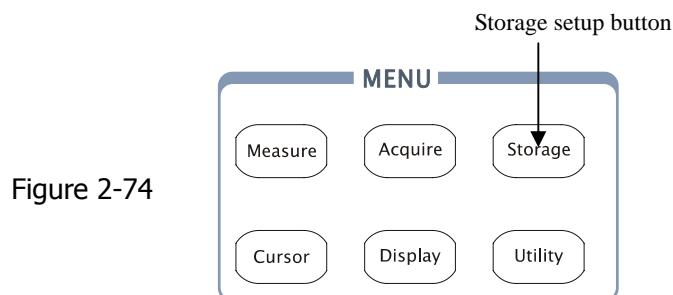 Storage setup button
MENU
Measure Acquire Storage
Figure 2-74
Cursor Display Utility